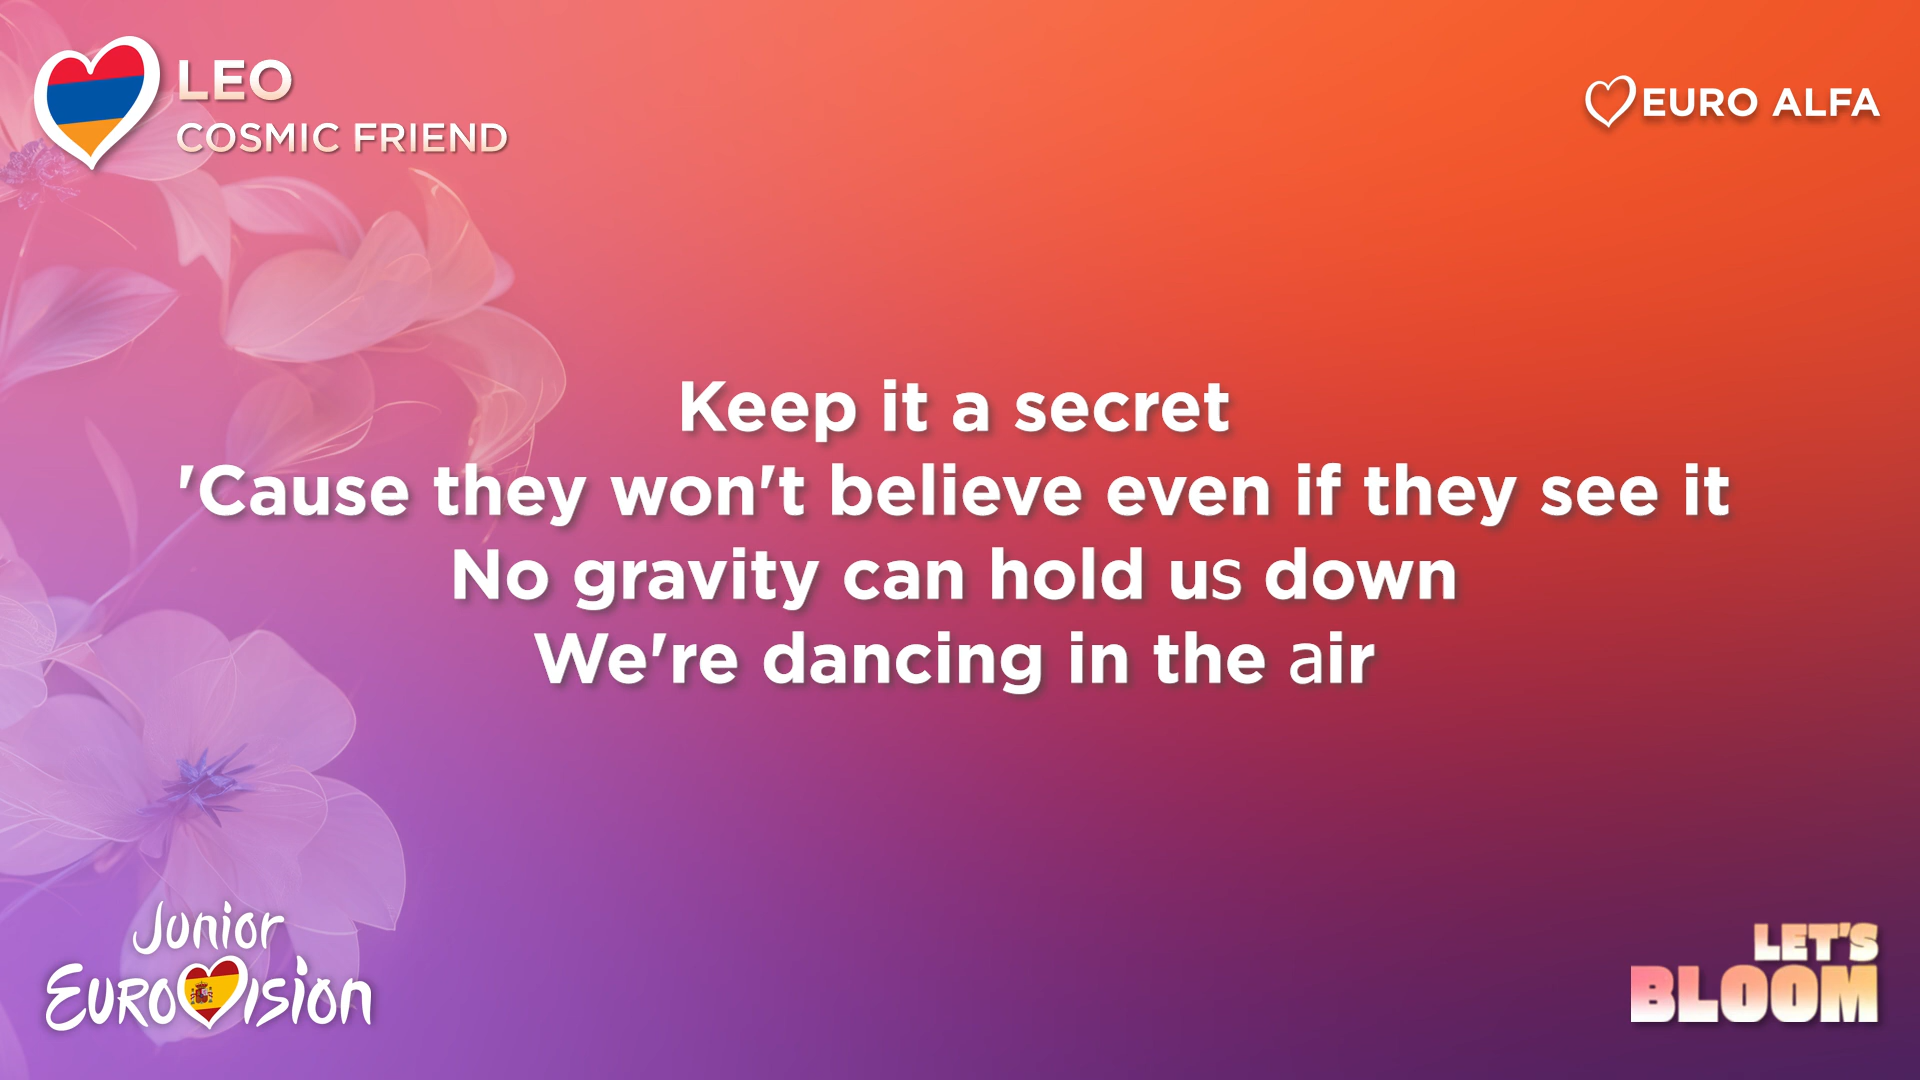 LEO
COSMIC FRIEND
EURO ALFA
Keep it a secret
'Cause they won't believe even if they see it
No gravity can hold us down
We're dancing in the air
Junior
EUROVISION
LET'S
BLOOM